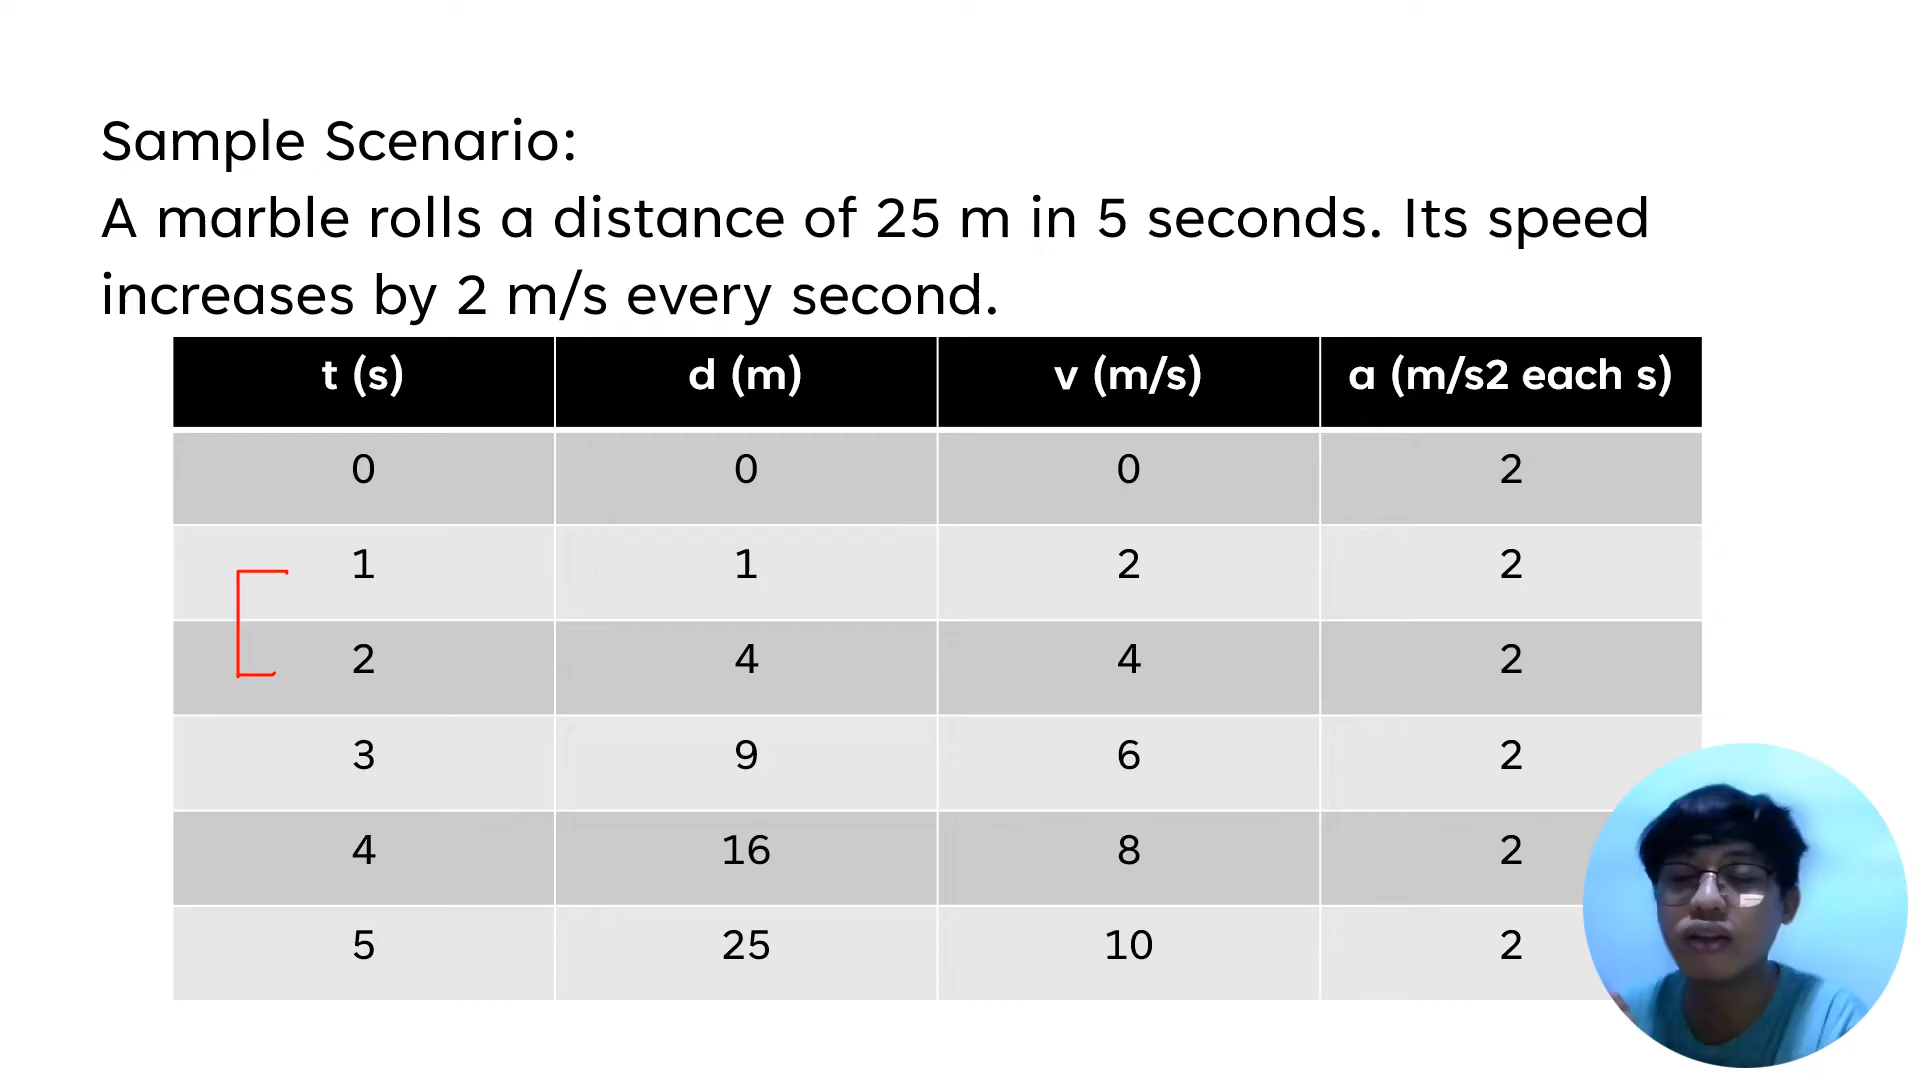 Sample Scenario:
A marble rolls a distance of 25 m in 5 seconds. Its speed
increases by 2 m/s every second.
t (s) d (m) v (m/s) a (m/s2 each s)
0 0 0 2
1 1 2 2
2 4 4 2
3 9 6 2
4 16 8 2
5 25 10 2